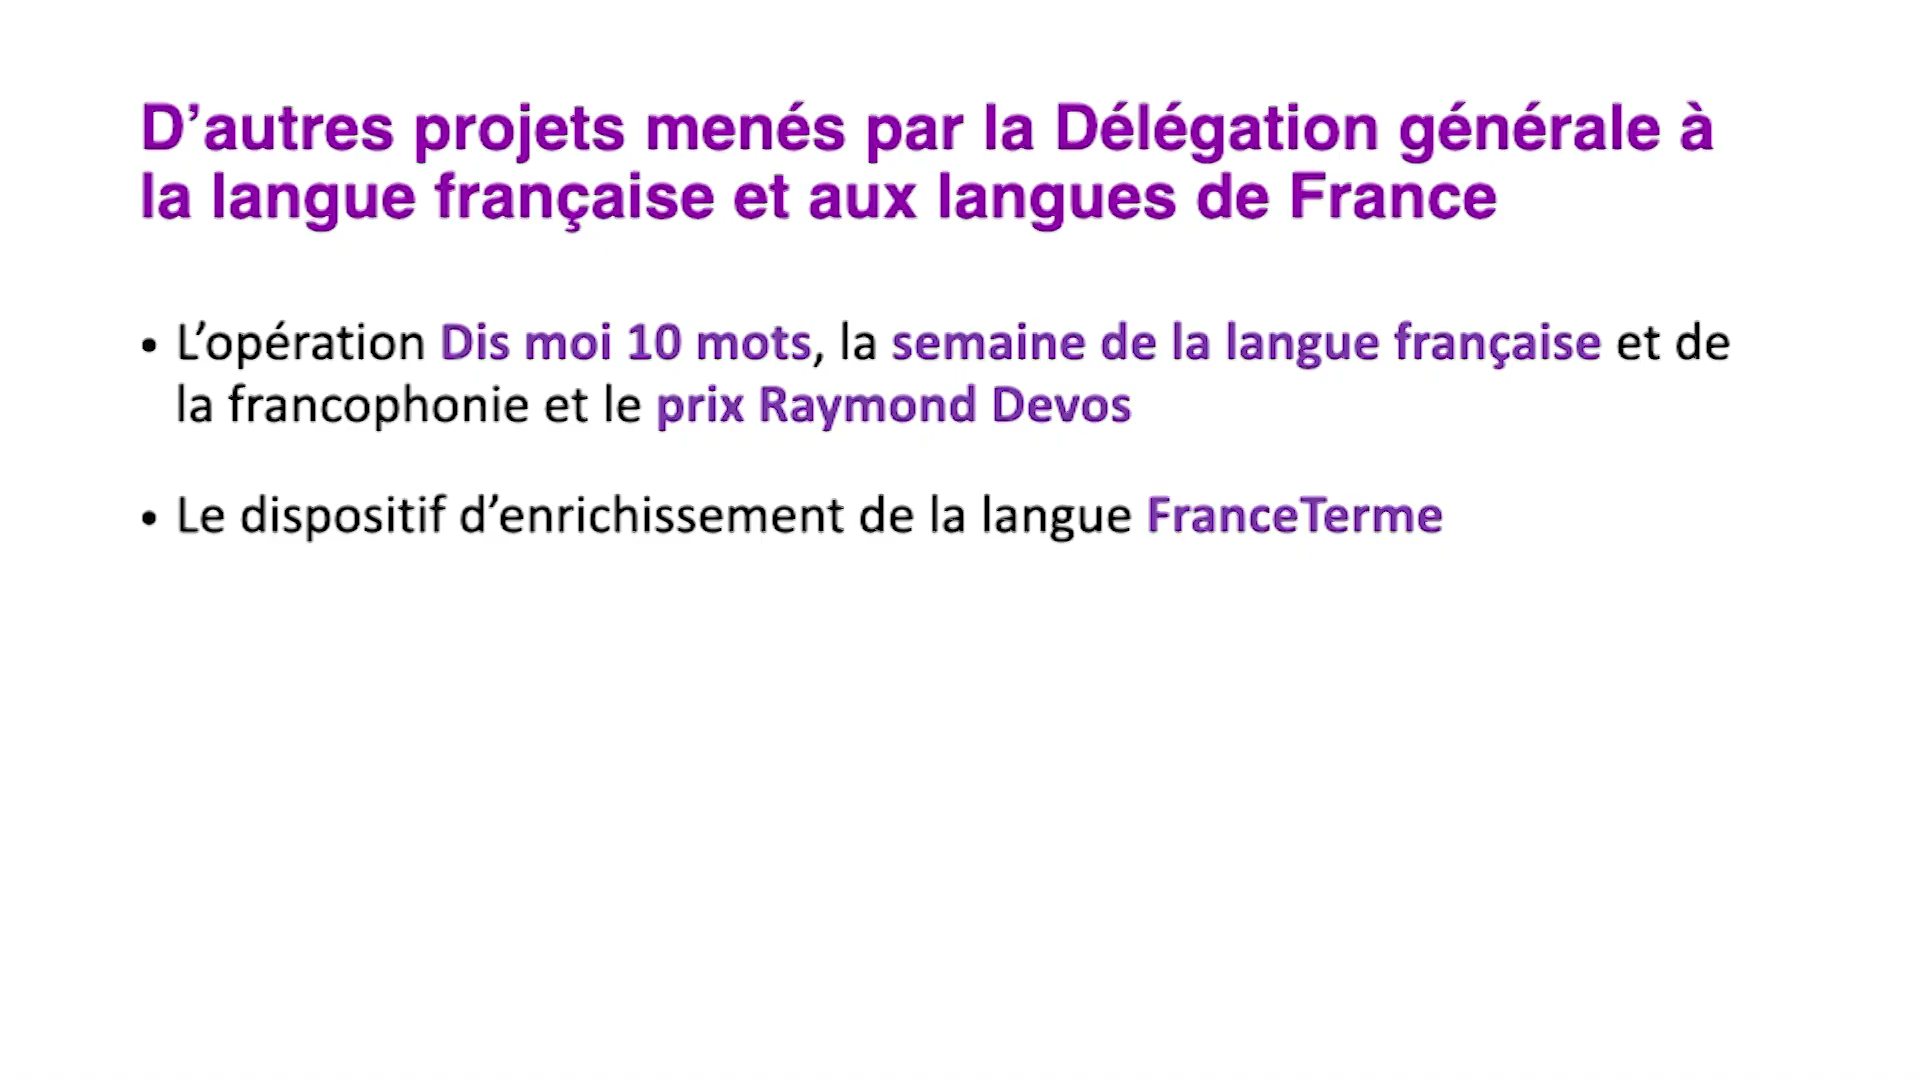 D’autres projets menés par la Délégation générale à
la langue française et aux langues de France
• L’opération Dis moi 10 mots, la semaine de la langue française et de
la francophonie et le prix Raymond Devos
• Le dispositif d’enrichissement de la langue FranceTerme